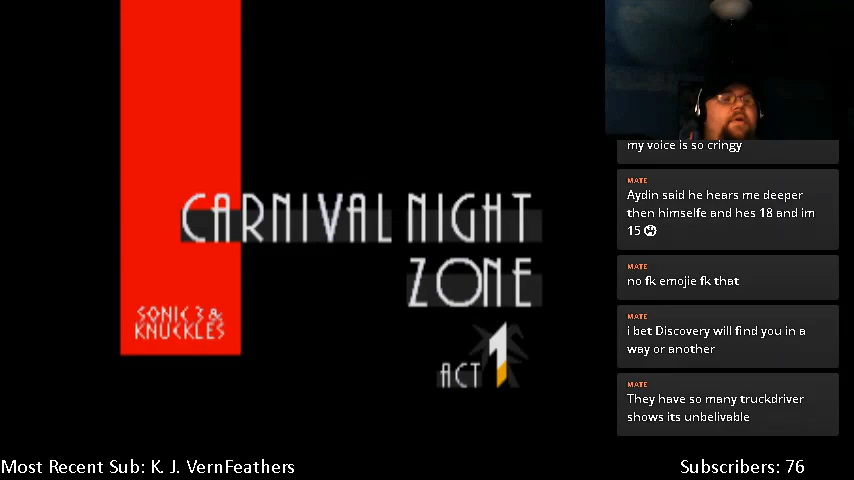 CARNIVAL NIGHT
ZONE
SONIC 3 &
KNUCKLES
ACT 1
my voice is so cringy
MATE
Aydin said he hears me deeper
then himselfe and hes 18 and im
15
MATE
no fk emojie fk that
MATE
i bet Discovery will find you in a
way or another
MATE
They have so many truckdriver
shows its unbelivable
Most Recent Sub: K. J. VernFeathers
Subscribers: 76